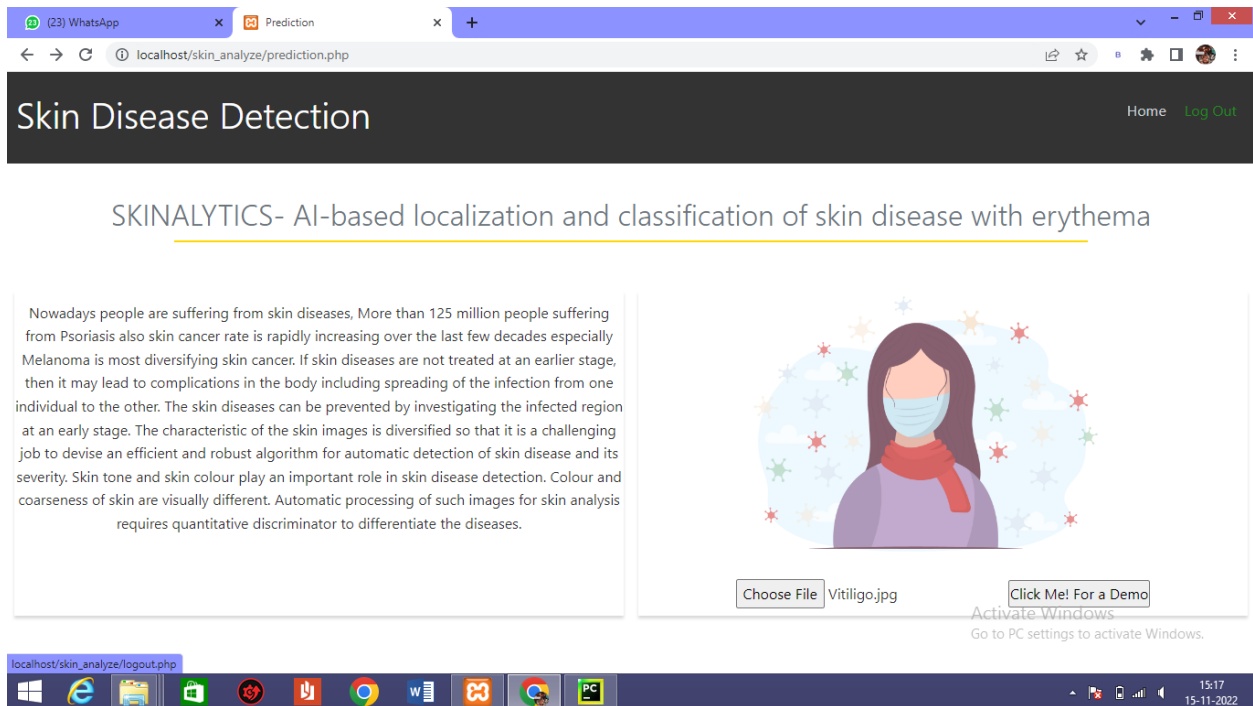 (23) WhatsApp
Prediction
localhost/skin_analyze/prediction.php
Skin Disease Detection
Home
Log Out
SKINALYTICS- AI-based localization and classification of skin disease with erythema
Nowadays people are suffering from skin diseases, More than 125 million people suffering
from Psoriasis also skin cancer rate is rapidly increasing over the last few decades especially
Melanoma is most diversifying skin cancer. If skin diseases are not treated at an earlier stage,
then it may lead to complications in the body including spreading of the infection from one
individual to the other. The skin diseases can be prevented by investigating the infected region
at an early stage. The characteristic of the skin images is diversified so that it is a challenging
job to devise an efficient and robust algorithm for automatic detection of skin disease and its
severity. Skin tone and skin colour play an important role in skin disease detection. Colour and
coarseness of skin are visually different. Automatic processing of such images for skin analysis
requires quantitative discriminator to differentiate the diseases.
Choose File Vitiligo.jpg
Click Me! For a Demo
Activate Windows
Go to PC settings to activate Windows.
localhost/skin_analyze/logout.php
PC
15:17
15-11-2022